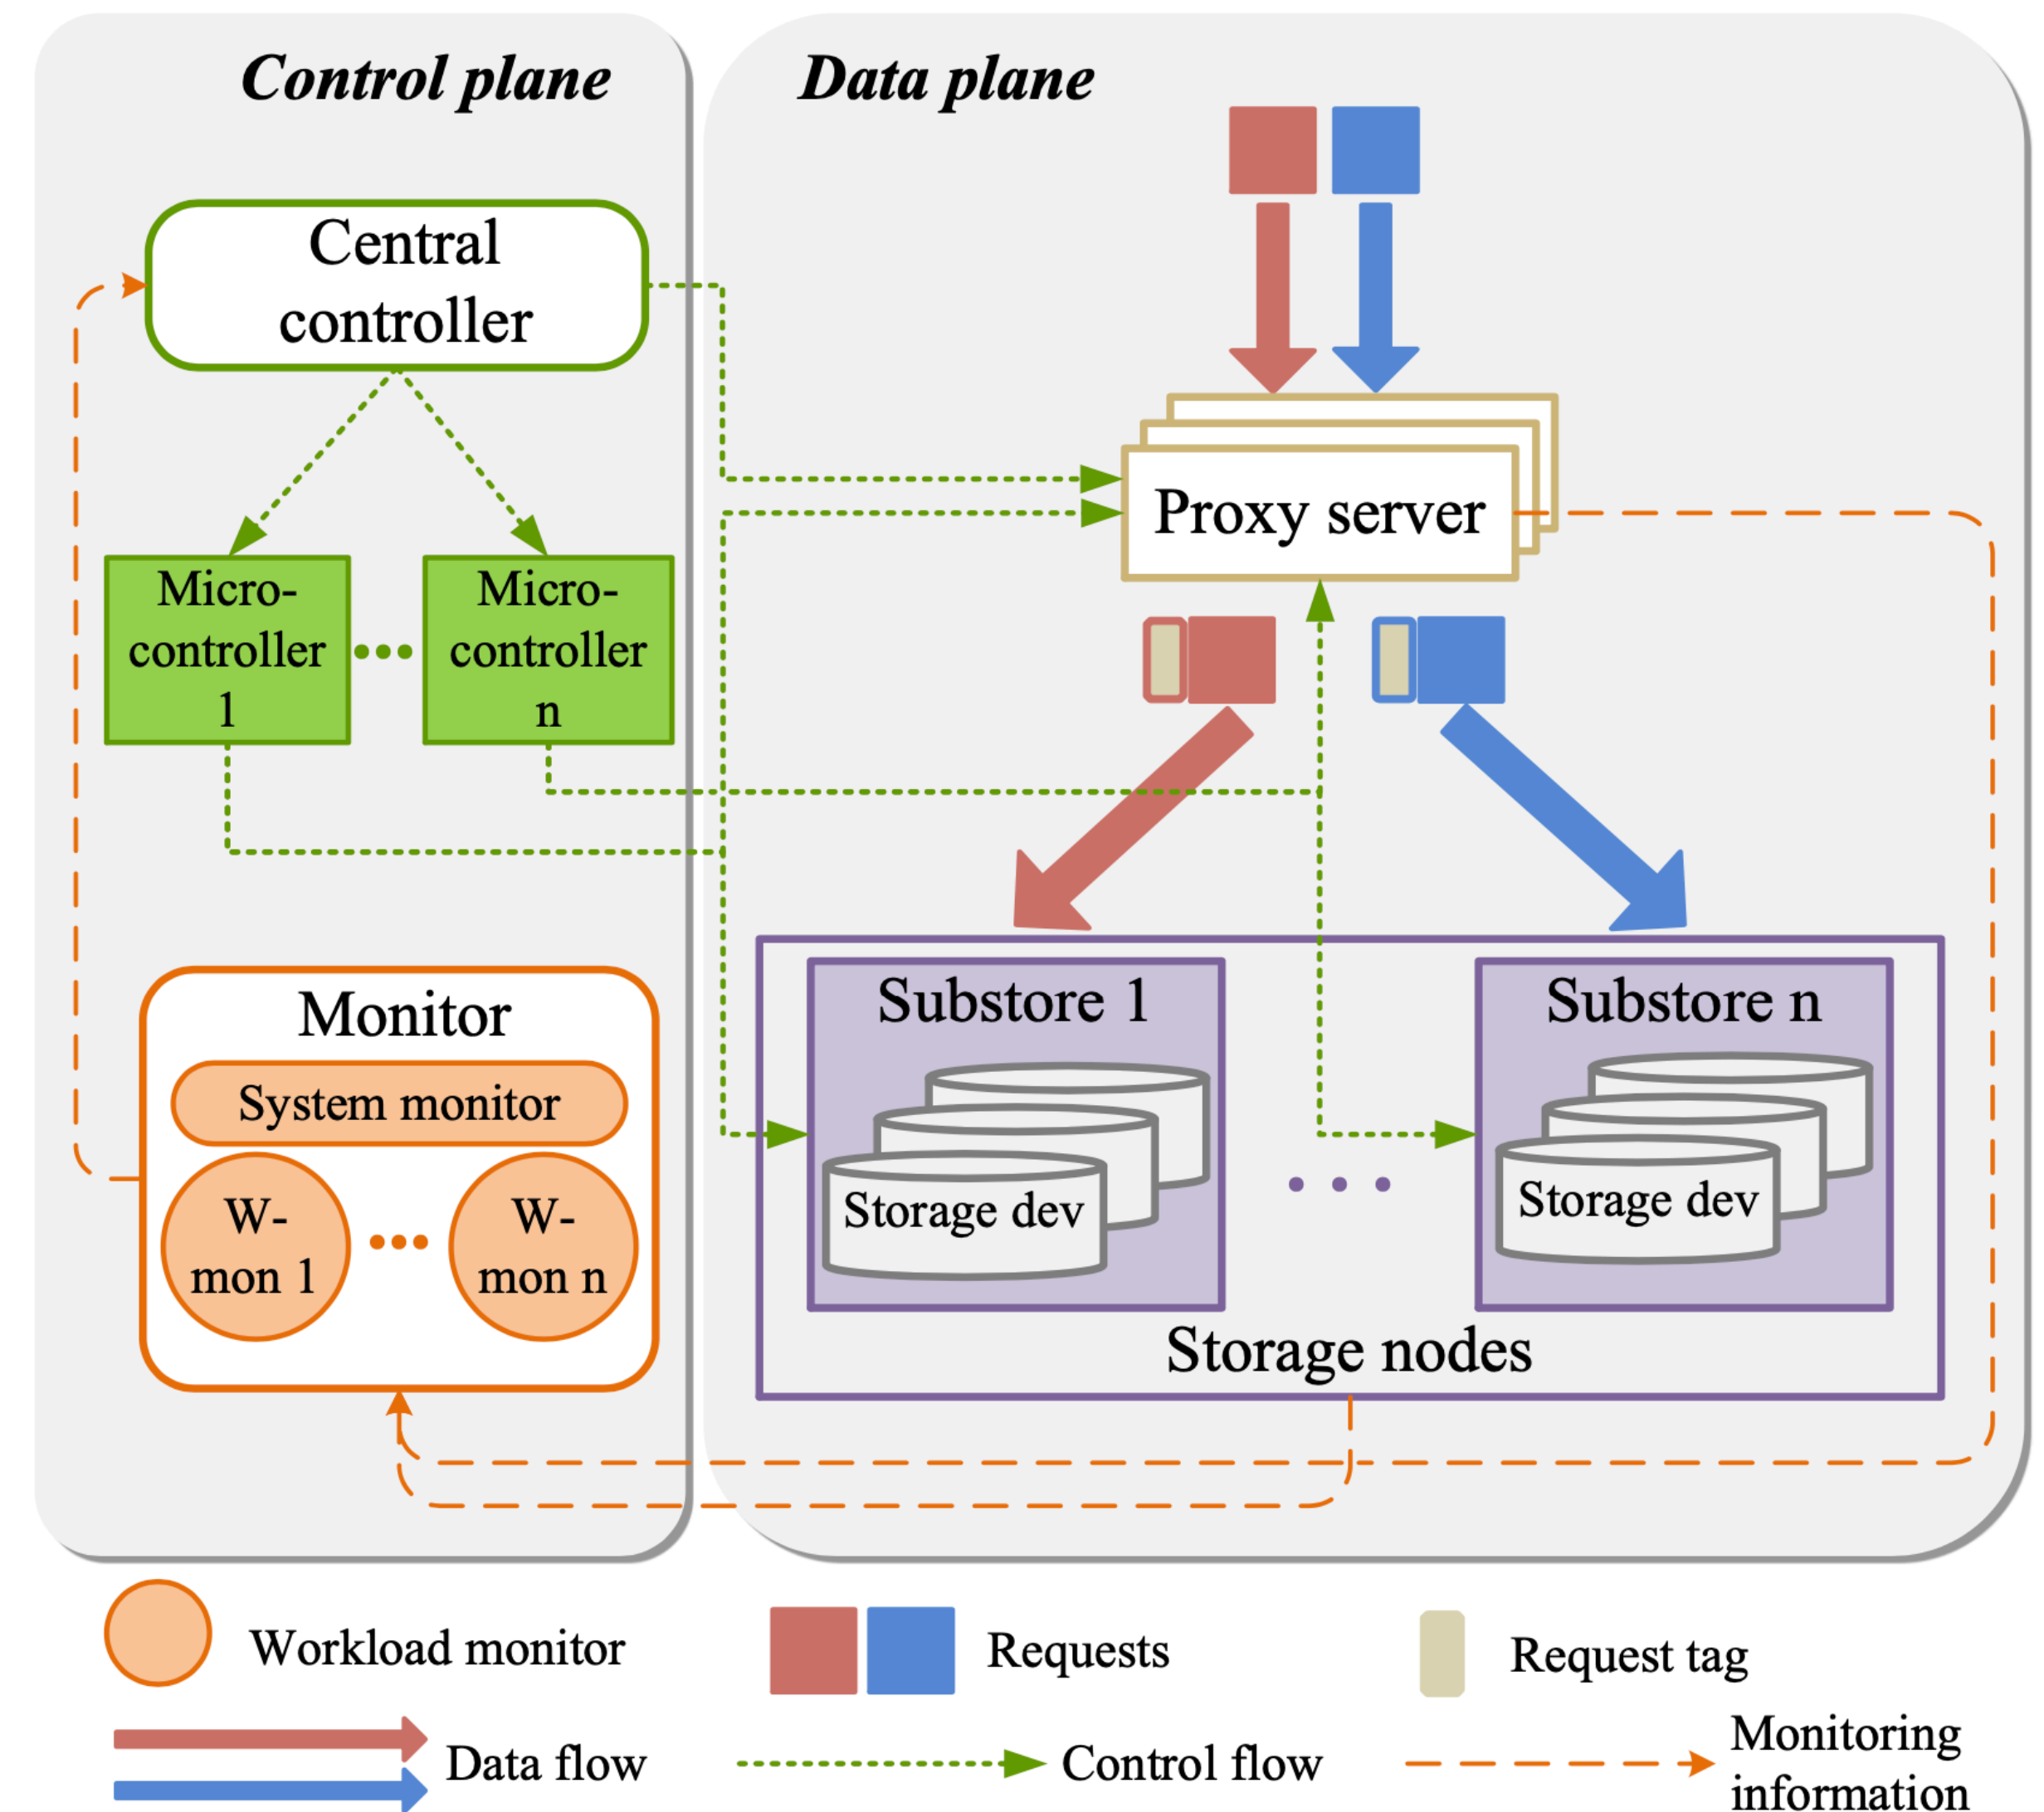 Control plane
Data plane
Central
controller
Micro-
controller
1
Micro-
controller
n
Proxy server
Monitor
System monitor
W-
mon 1
W-
mon n
Substore 1
Storage dev
Substore n
Storage dev
Storage nodes
Workload monitor
Requests
Request tag
Data flow
Control flow
Monitoring
information